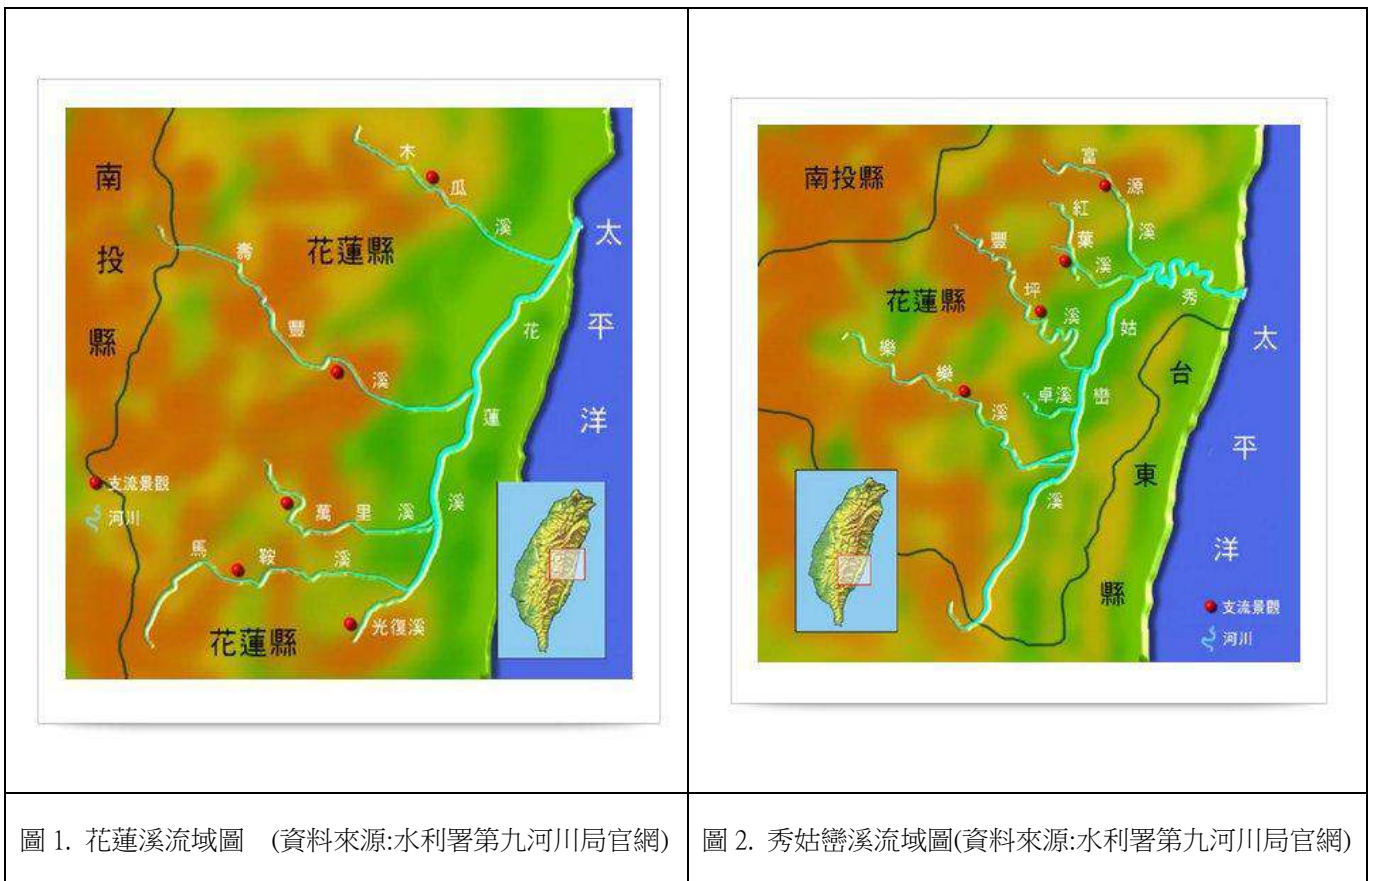 南投縣
花蓮縣
木瓜溪
太平洋
壽豐溪
花蓮溪
支流景觀
河川
萬里溪
馬鞍溪
光復溪
花蓮縣
圖 1. 花蓮溪流域圖 (資料來源:水利署第九河川局官網)
南投縣
富源溪
紅葉溪
豐坪溪
花蓮縣
秀姑巒溪
樂樂溪
卓溪
台東縣
太平洋
支流景觀
河川
圖 2. 秀姑巒溪流域圖(資料來源:水利署第九河川局官網)